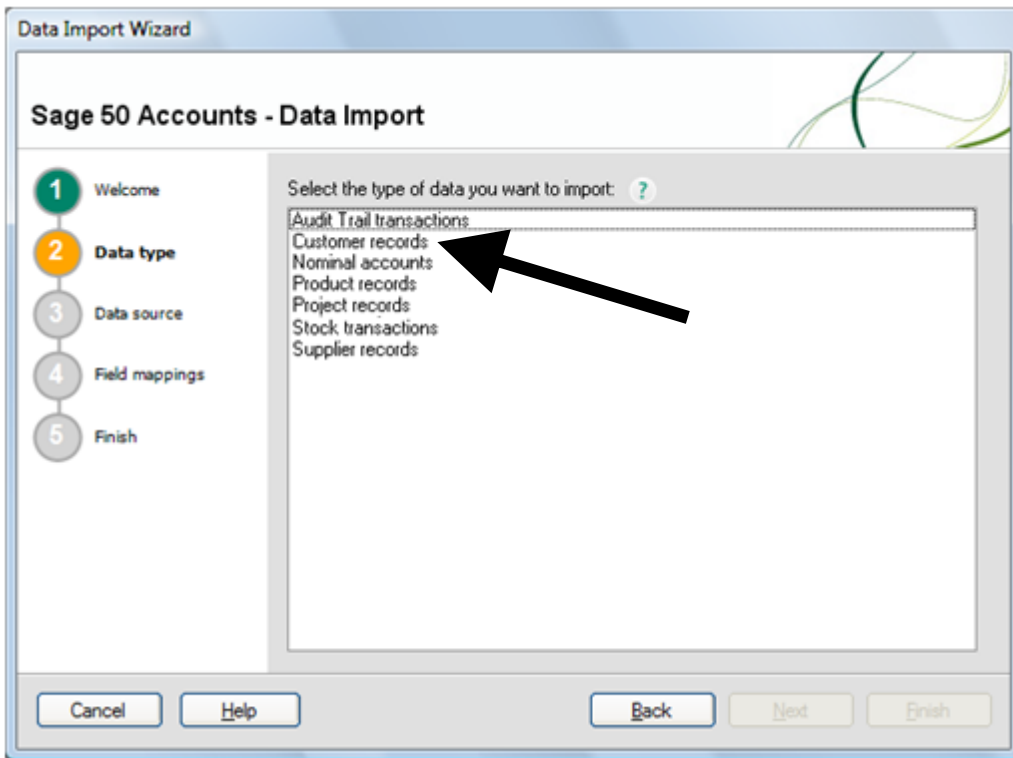 Data Import Wizard
Sage 50 Accounts - Data Import
1 Welcome
2 Data type
3 Data source
4 Field mappings
5 Finish
Select the type of data you want to import: ?
Audit Trail transactions
Customer records
Nominal accounts
Product records
Project records
Stock transactions
Supplier records
Cancel Help Back Next Finish